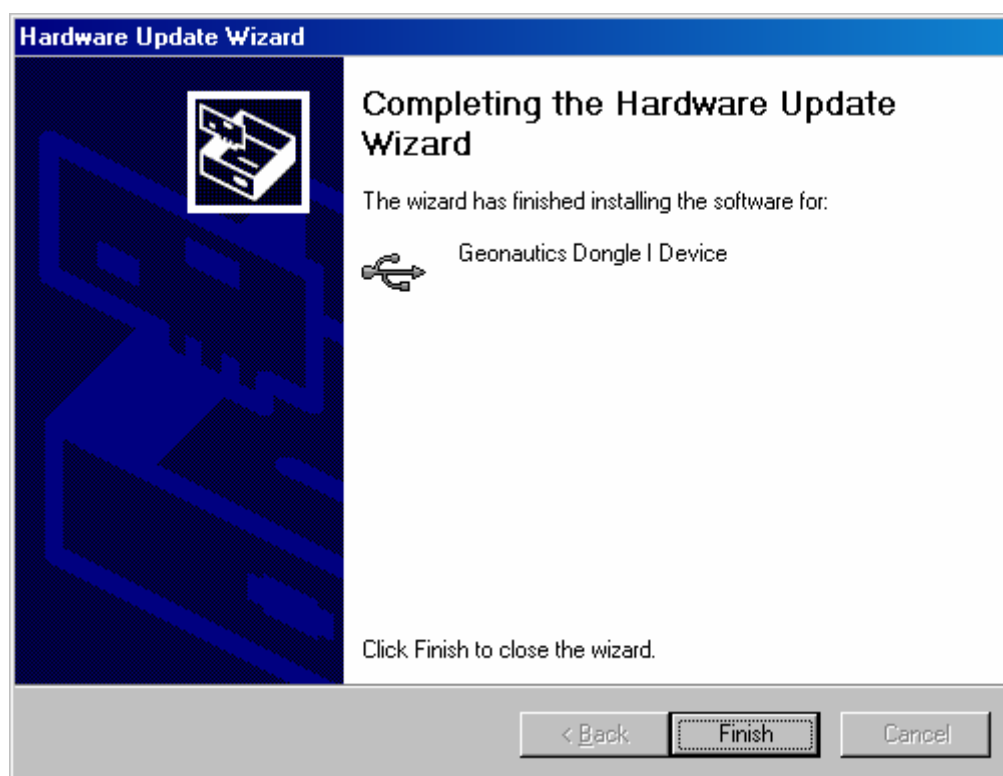 Hardware Update Wizard
Completing the Hardware Update
Wizard
The wizard has finished installing the software for:
Geonautics Dongle I Device
Click Finish to close the wizard.
< Back
Finish
Cancel